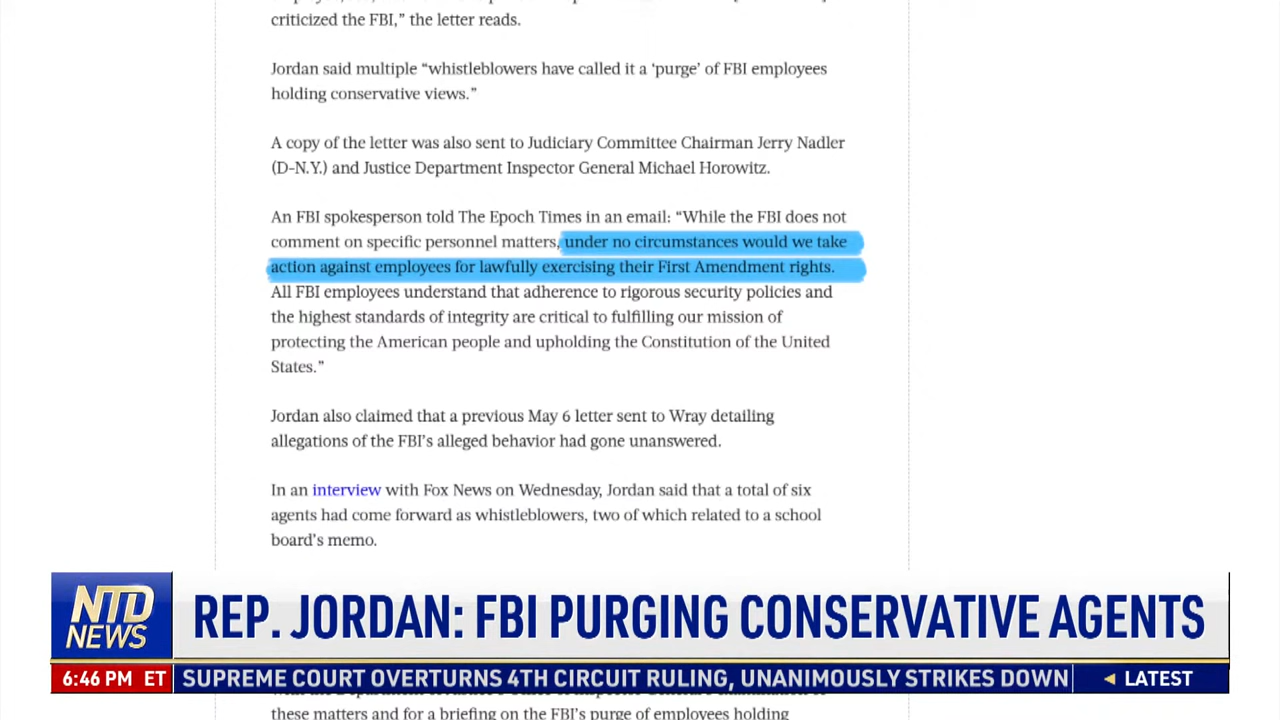 criticized the FBI,” the letter reads.
Jordan said multiple “whistleblowers have called it a ‘purge’ of FBI employees
holding conservative views.”
A copy of the letter was also sent to Judiciary Committee Chairman Jerry Nadler
(D-N.Y.) and Justice Department Inspector General Michael Horowitz.
An FBI spokesperson told The Epoch Times in an email: “While the FBI does not
comment on specific personnel matters, under no circumstances would we take
action against employees for lawfully exercising their First Amendment rights.
All FBI employees understand that adherence to rigorous security policies and
the highest standards of integrity are critical to fulfilling our mission of
protecting the American people and upholding the Constitution of the United
States.”
Jordan also claimed that a previous May 6 letter sent to Wray detailing
allegations of the FBI’s alleged behavior had gone unanswered.
In an interview with Fox News on Wednesday, Jordan said that a total of six
agents had come forward as whistleblowers, two of which related to a school
board’s memo.
NTD
NEWS
REP. JORDAN: FBI PURGING CONSERVATIVE AGENTS
6:46 PM ET
SUPREME COURT OVERTURNS 4TH CIRCUIT RULING, UNANIMOUSLY STRIKES DOWN
LATEST
these matters and for a briefing on the FBI’s purge of employees holding